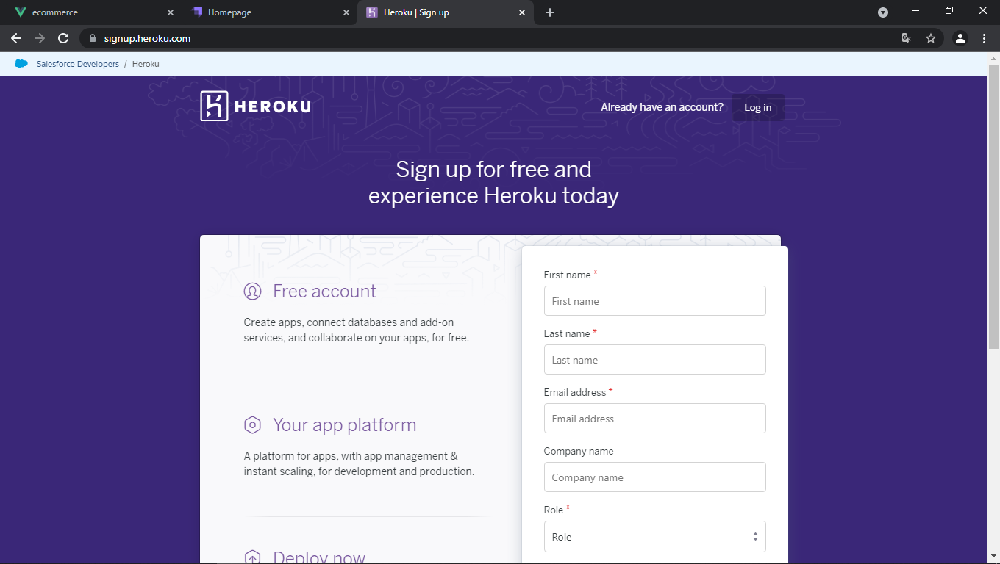 ecommerce
Homepage
Heroku | Sign up
signup.heroku.com
Salesforce Developers / Heroku
HEROKU
Already have an account?
Log in
Sign up for free and
experience Heroku today
Free account
Create apps, connect databases and add-on
services, and collaborate on your apps, for free.
Your app platform
A platform for apps, with app management &
instant scaling, for development and production.
Deploy now
First name *
First name
Last name *
Last name
Email address *
Email address
Company name
Company name
Role *
Role